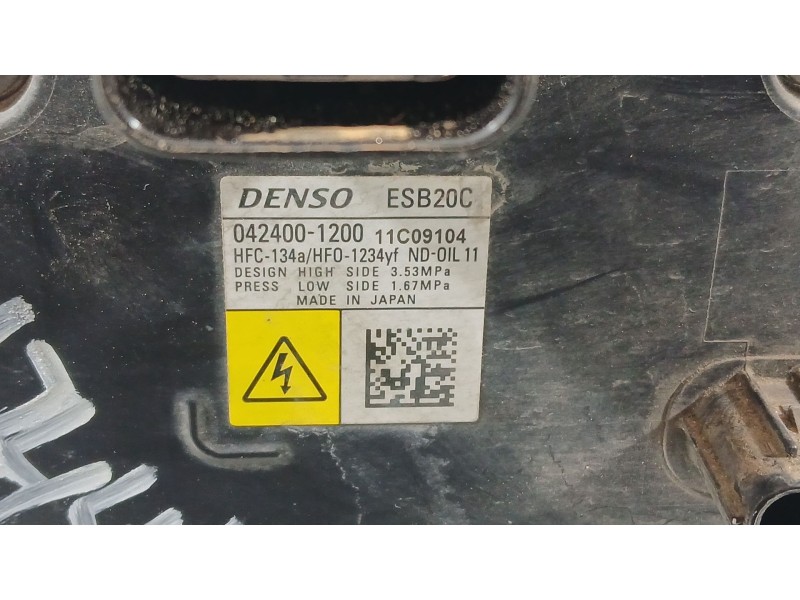 DENSO ESB20C
042400-1200 11C09104
HFC-134a/HFO-1234yf ND-OIL 11
DESIGN HIGH SIDE 3.53MPa
PRESS LOW SIDE 1.67MPa
MADE IN JAPAN